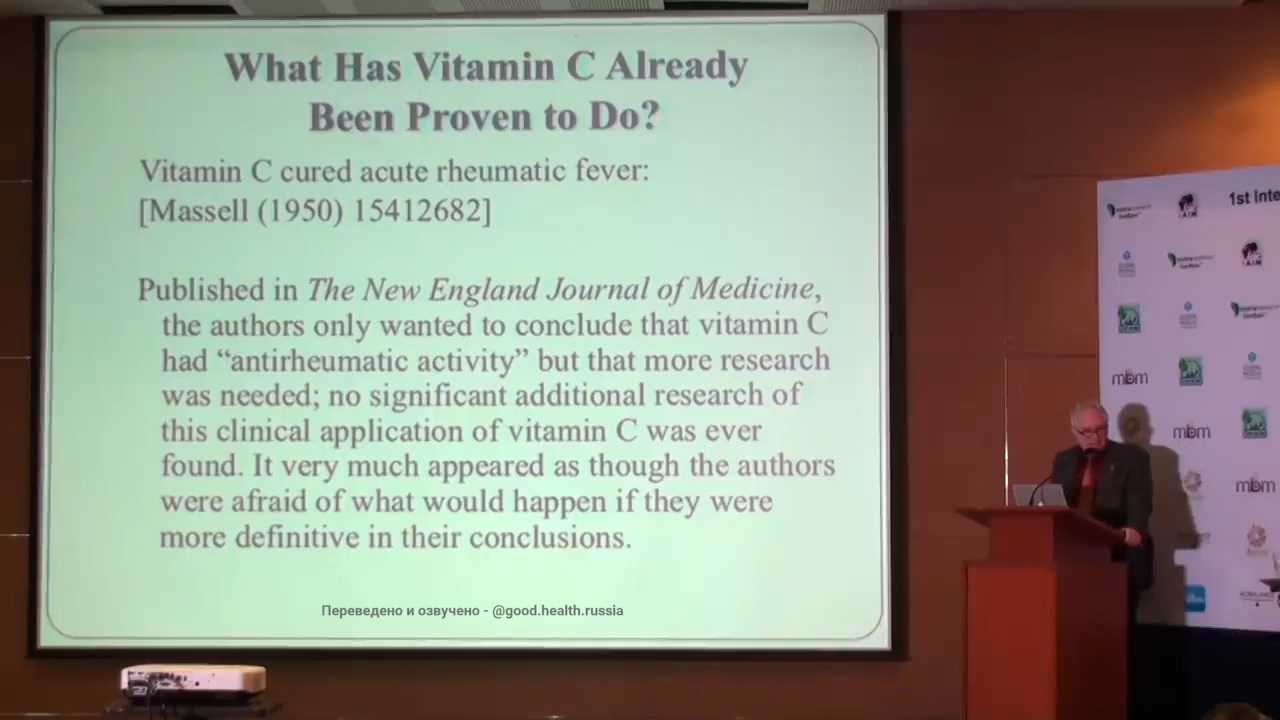 What Has Vitamin C Already
Been Proven to Do?
Vitamin C cured acute rheumatic fever:
[Massell (1950) 15412682]
Published in The New England Journal of Medicine,
the authors only wanted to conclude that vitamin C
had “antirheumatic activity” but that more research
was needed; no significant additional research of
this clinical application of vitamin C was ever
found. It very much appeared as though the authors
were afraid of what would happen if they were
more definitive in their conclusions.
Переведено и озвучено - @good.health.russia
1st Inte
mbm
mbm
mbm